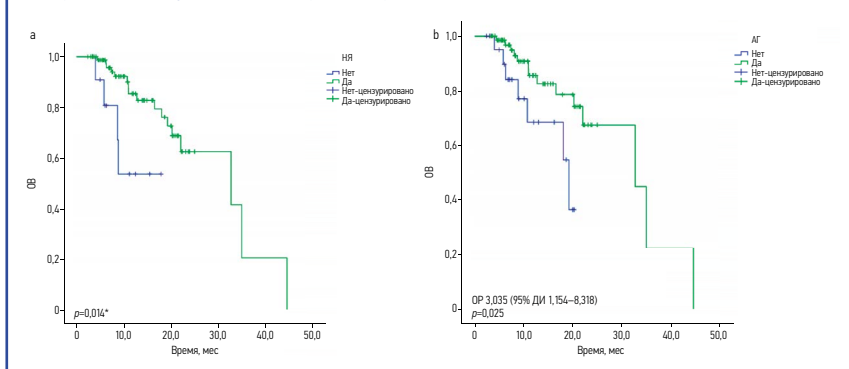 a
НЯ
Нет
Да
Нет-цензурировано
Да-цензурировано
1,0
0,8
0,6
0,4
0,2
0
ОВ
p=0,014*
0
10,0
20,0
30,0
40,0
50,0
Время, мес
b
АГ
Нет
Да
Нет-цензурировано
Да-цензурировано
1,0
0,8
0,6
0,4
0,2
0
ОВ
ОР 3,035 (95% ДИ 1,154–8,318)
p=0,025
0
10,0
20,0
30,0
40,0
50,0
Время, мес